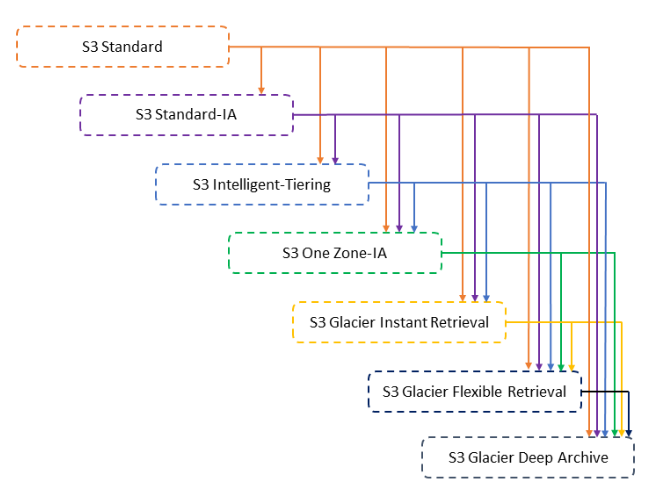 S3 Standard
S3 Standard-IA
S3 Intelligent-Tiering
S3 One Zone-IA
S3 Glacier Instant Retrieval
S3 Glacier Flexible Retrieval
S3 Glacier Deep Archive